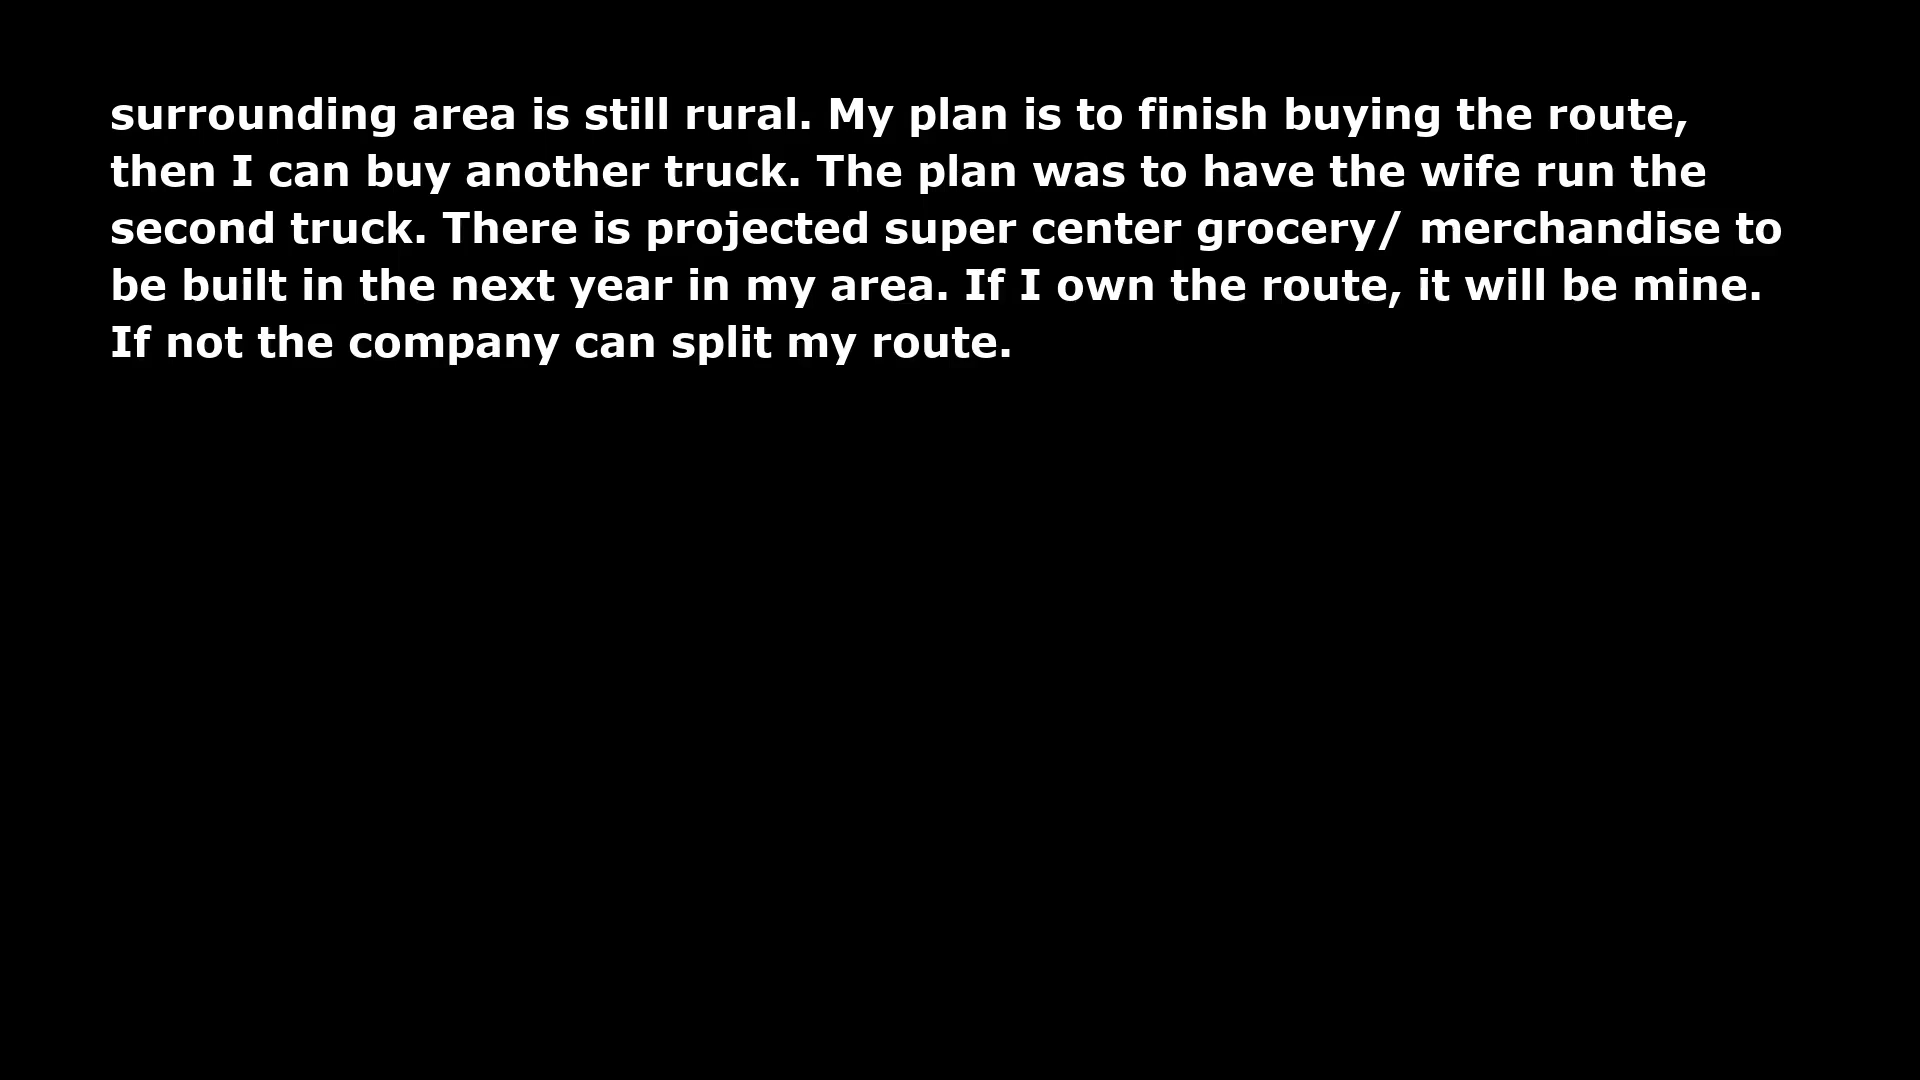 surrounding area is still rural. My plan is to finish buying the route,
then I can buy another truck. The plan was to have the wife run the
second truck. There is projected super center grocery/ merchandise to
be built in the next year in my area. If I own the route, it will be mine.
If not the company can split my route.